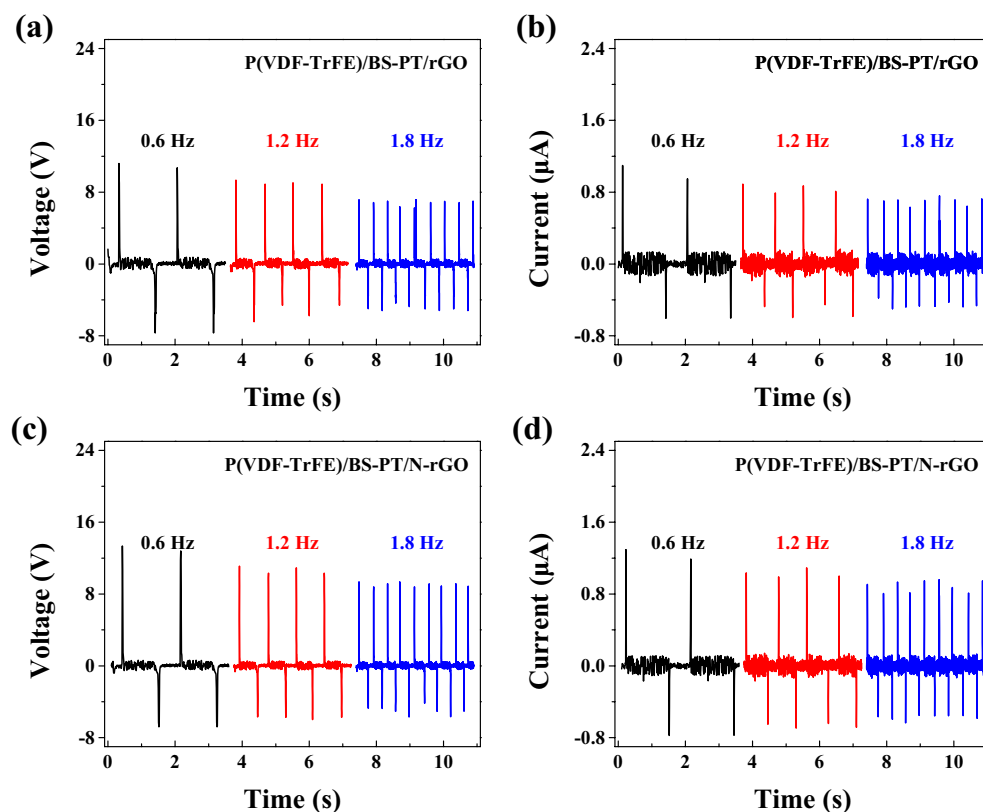 (a)
P(VDF-TrFE)/BS-PT/rGO
0.6 Hz 1.2 Hz 1.8 Hz
24
16
8
0
-8
Voltage (V)
0 2 4 6 8 10
Time (s)
(b)
P(VDF-TrFE)/BS-PT/rGO
0.6 Hz 1.2 Hz 1.8 Hz
2.4
1.6
0.8
0.0
-0.8
Current (μA)
0 2 4 6 8 10
Time (s)
(c)
P(VDF-TrFE)/BS-PT/N-rGO
0.6 Hz 1.2 Hz 1.8 Hz
24
16
8
0
-8
Voltage (V)
0 2 4 6 8 10
Time (s)
(d)
P(VDF-TrFE)/BS-PT/N-rGO
0.6 Hz 1.2 Hz 1.8 Hz
2.4
1.6
0.8
0.0
-0.8
Current (μA)
0 2 4 6 8 10
Time (s)